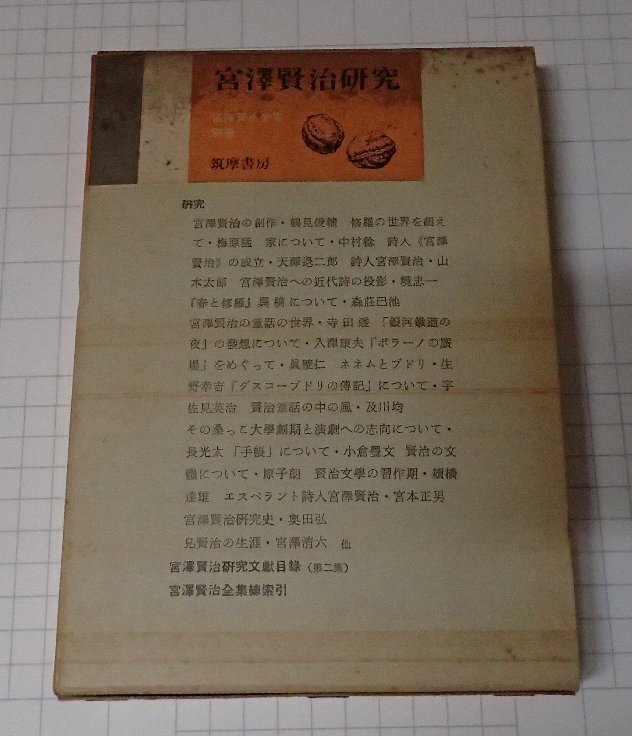 宮澤賢治研究
宮澤賢治全集
別巻
筑摩書房
研究
宮澤賢治の創作・鶴見俊輔 修羅の世界を超え
て・梅原猛 家について・中村稔 詩人《宮澤
賢治》の成立・天澤退二郎 詩人宮澤賢治・山
本太郎 宮澤賢治への近代詩の投影・境忠一
『春と修羅』異稿について・森荘已池
宮澤賢治の童話の世界・寺田透 「銀河鐵道の
夜」の發想について・入澤康夫『ポラーノの廣
場』をめぐって・眞壁仁 ネネムとブドリ・生
野幸吉「グスコーブドリの傳記」について・宇
佐見英治 賢治童話の中の風・及川均
その桑っこ大學劇期と演劇への志向について・
長光太「手帳」について・小倉豊文 賢治の文
體について・原子朗 賢治文學の習作期・續橋
達雄 エスペラント詩人宮澤賢治・宮本正男
宮澤賢治研究史・奥田弘
兄賢治の生涯・宮澤清六 他
宮澤賢治研究文獻目錄（第二集）
宮澤賢治全集總索引